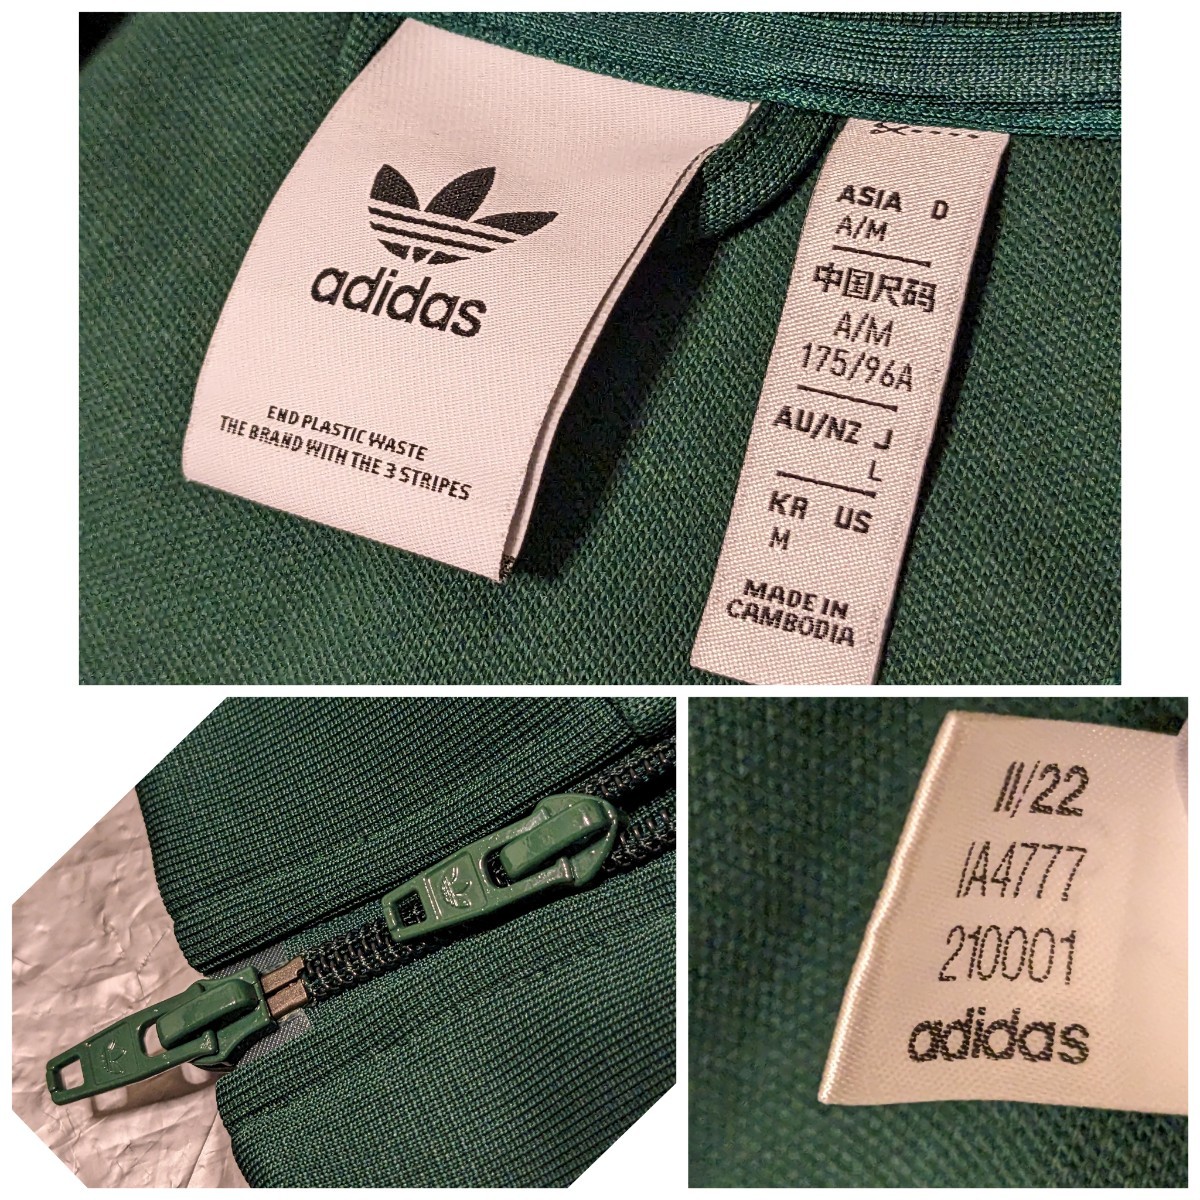 adidas
END PLASTIC WASTE
THE BRAND WITH THE 3 STRIPES
ASIA D
A/M
中国尺码
A/M
175/96A
AU/NZ J
L
KR US
M
MADE IN
CAMBODIA
11/22
IA4777
210001
adidas